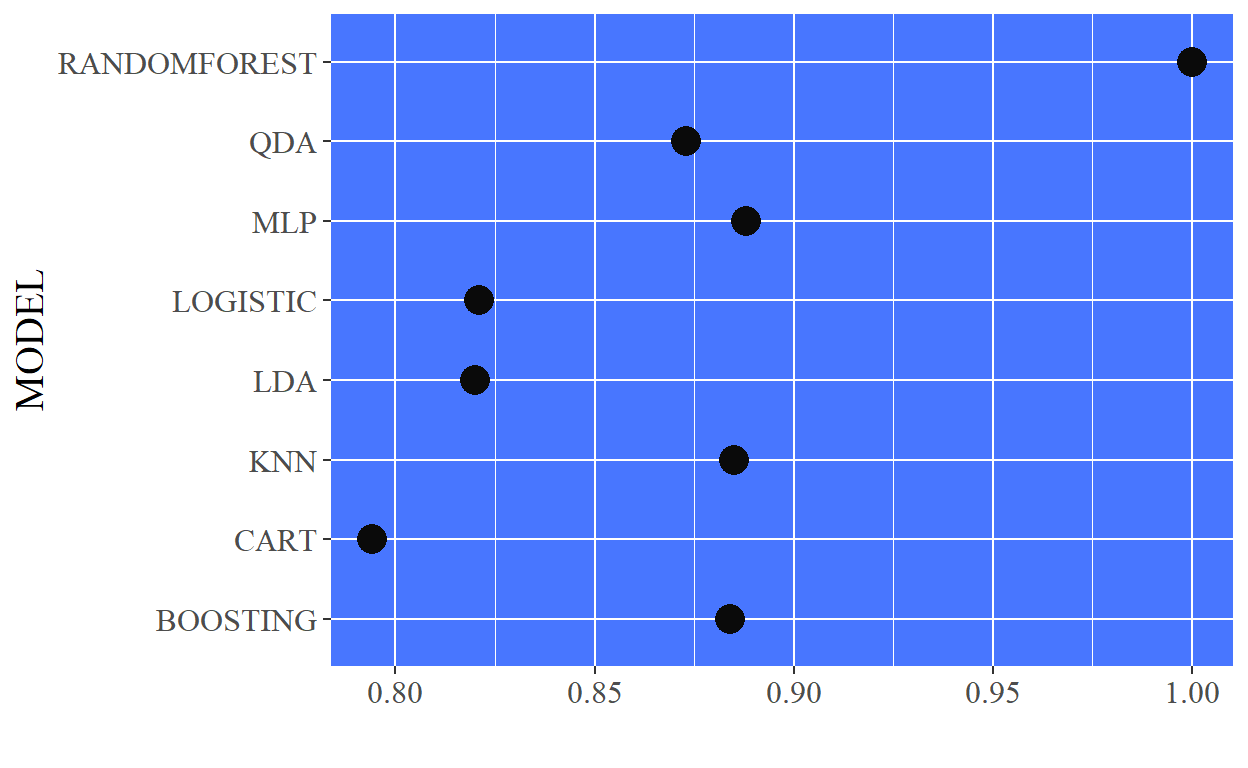 MODEL
RANDOMFOREST
QDA
MLP
LOGISTIC
LDA
KNN
CART
BOOSTING
0.80 0.85 0.90 0.95 1.00